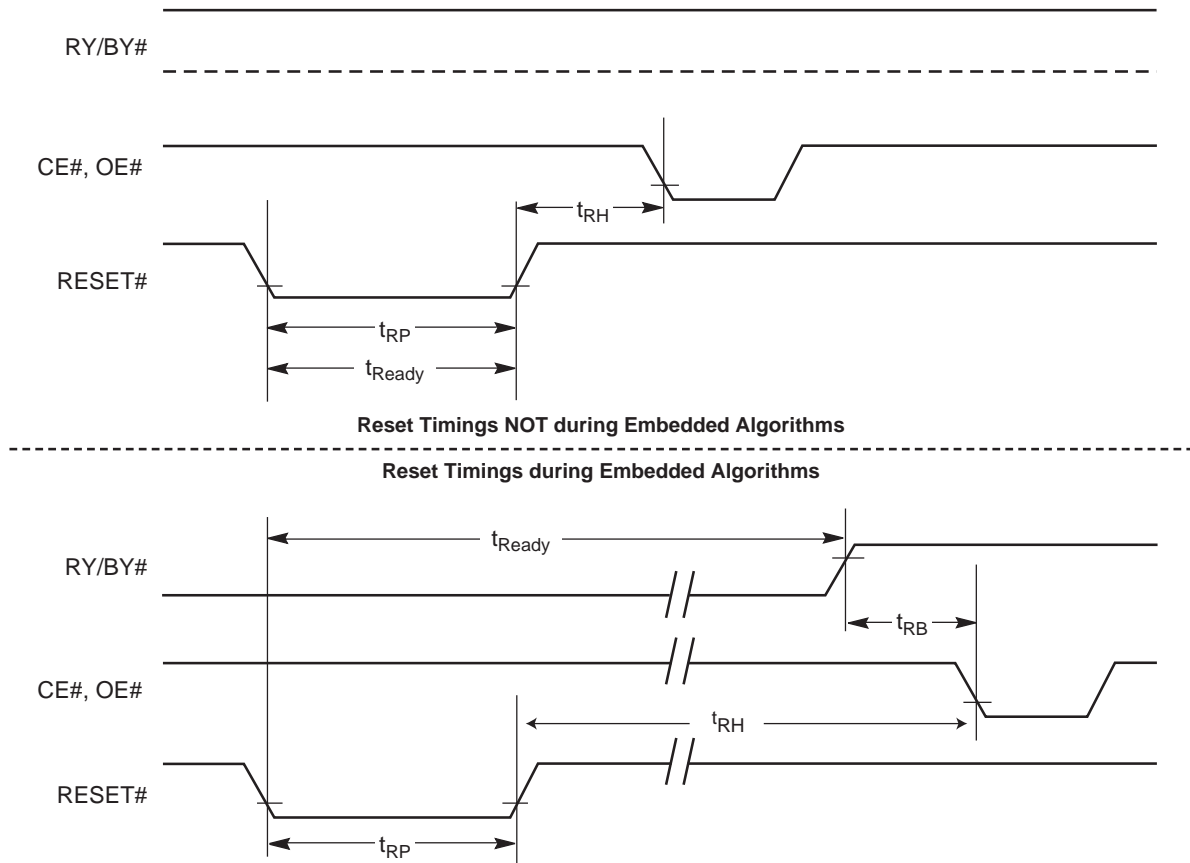 RY/BY#
CE#, OE#
tRH
RESET#
tRP
tReady
Reset Timings NOT during Embedded Algorithms
Reset Timings during Embedded Algorithms
tReady
RY/BY#
tRB
CE#, OE#
tRH
RESET#
tRP